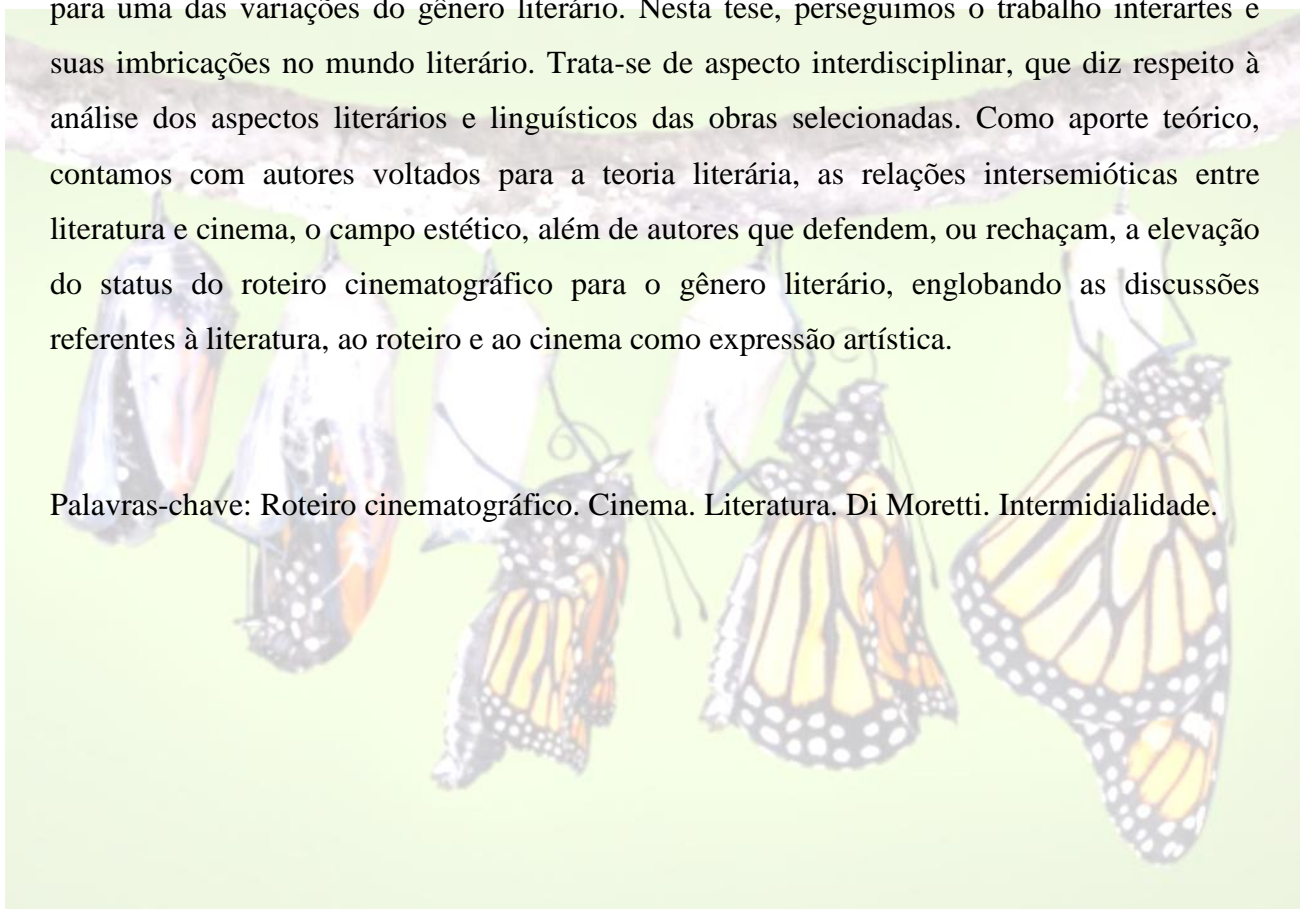 para uma das variações do gênero literário. Nesta tese, perseguimos o trabalho interartes e
suas imbricações no mundo literário. Trata-se de aspecto interdisciplinar, que diz respeito à
análise dos aspectos literários e linguísticos das obras selecionadas. Como aporte teórico,
contamos com autores voltados para a teoria literária, as relações intersemióticas entre
literatura e cinema, o campo estético, além de autores que defendem, ou rechaçam, a elevação
do status do roteiro cinematográfico para o gênero literário, englobando as discussões
referentes à literatura, ao roteiro e ao cinema como expressão artística.
Palavras-chave: Roteiro cinematográfico. Cinema. Literatura. Di Moretti. Intermidialidade.